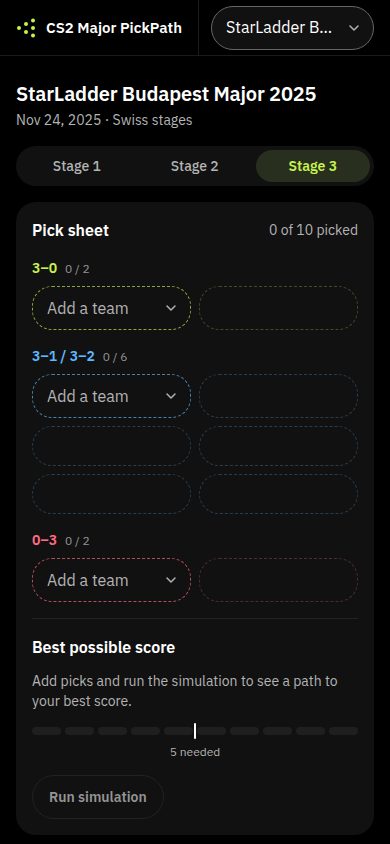 CS2 Major PickPath
StarLadder B...
StarLadder Budapest Major 2025
Nov 24, 2025 · Swiss stages
Stage 1
Stage 2
Stage 3
Pick sheet
0 of 10 picked
3–0 0 / 2
Add a team
3–1 / 3–2 0 / 6
Add a team
0–3 0 / 2
Add a team
Best possible score
Add picks and run the simulation to see a path to
your best score.
5 needed
Run simulation